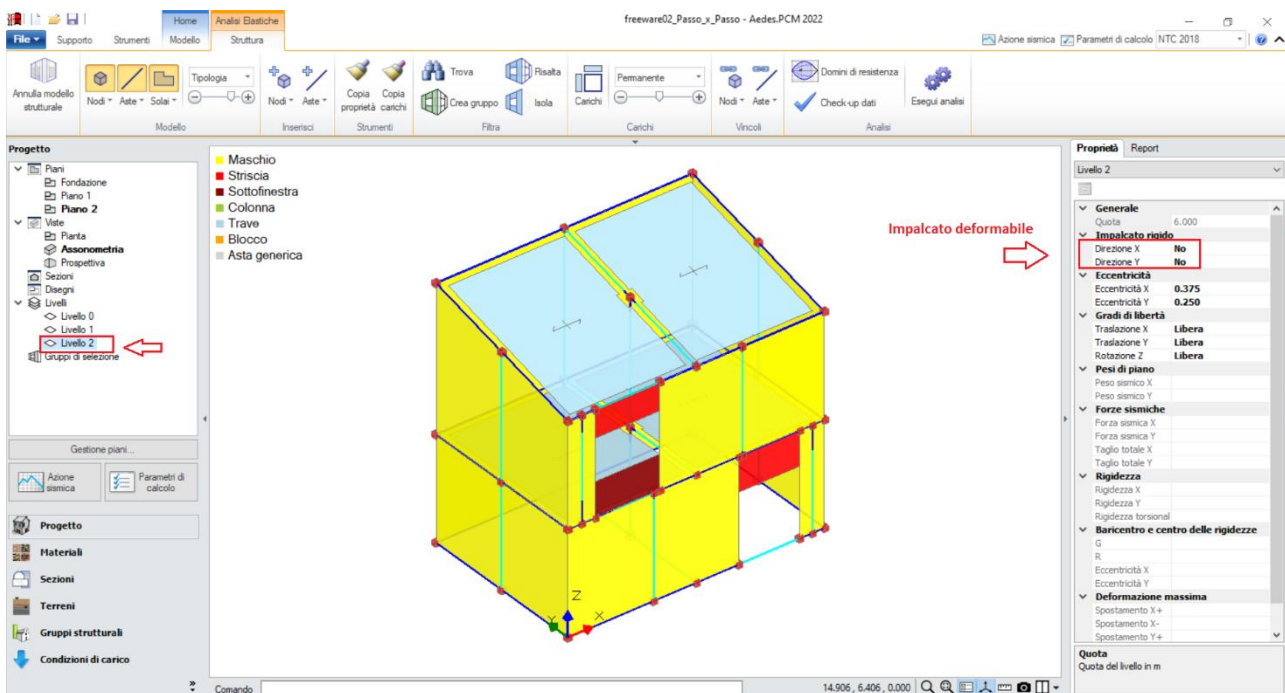 Home
Analisi Elastiche
freeware02_Passo_x_Passo - Aedes.PCM 2022
File
Supporto
Strumenti
Modello
Struttura
Azione sismica
Parametri di calcolo
NTC 2018
Annulla modello
strutturale
Nodi
Aste
Solai
Tipologia
Modello
Nodi
Aste
Inserisci
Copia
proprietà
Copia
carichi
Strumenti
Trova
Risalta
Crea gruppo
Isola
Filtra
Carichi
Permanente
Carichi
Nodi
Aste
Vincoli
Domini di resistenza
Check-up dati
Esegui analisi
Analisi
Progetto
Piani
Fondazione
Piano 1
Piano 2
Viste
Pianta
Assonometria
Prospettiva
Sezioni
Disegni
Livelli
Livello 0
Livello 1
Livello 2
Gruppi di selezione
Gestione piani...
Azione
sismica
Parametri di
calcolo
Progetto
Materiali
Sezioni
Terreni
Gruppi strutturali
Condizioni di carico
Maschio
Striscia
Sottofinestra
Colonna
Trave
Blocco
Asta generica
Impalcato deformabile
Z
Y
X
Comando
14.906 , 6.406 , 0.000
Proprietà
Report
Livello 2
Generale
Quota 6.000
Impalcato rigido
Direzione X No
Direzione Y No
Eccentricità
Eccentricità X 0.375
Eccentricità Y 0.250
Gradi di libertà
Traslazione X Libera
Traslazione Y Libera
Rotazione Z Libera
Pesi di piano
Peso sismico X
Peso sismico Y
Forze sismiche
Forza sismica X
Forza sismica Y
Taglio totale X
Taglio totale Y
Rigidezza
Rigidezza X
Rigidezza Y
Rigidezza torsional
Baricentro e centro delle rigidezze
G
R
Eccentricità X
Eccentricità Y
Deformazione massima
Spostamento X+
Spostamento X-
Spostamento Y+
Quota
Quota del livello in m